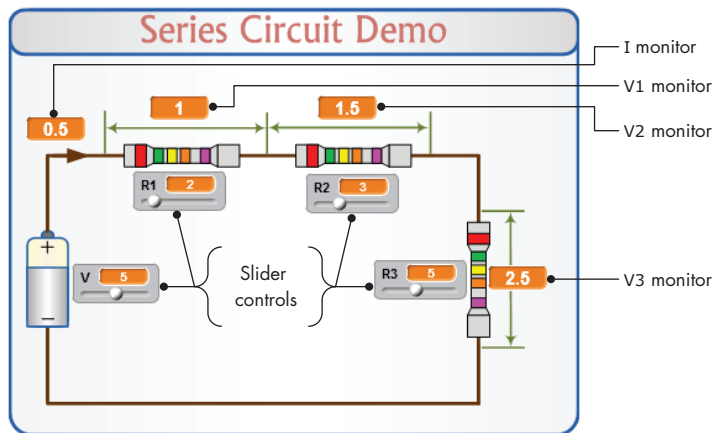 Series Circuit Demo
I monitor
V1 monitor
1
1.5
V2 monitor
0.5
R1 2
R2 3
+
V 5
Slider
controls
R3 5
2.5
V3 monitor
−